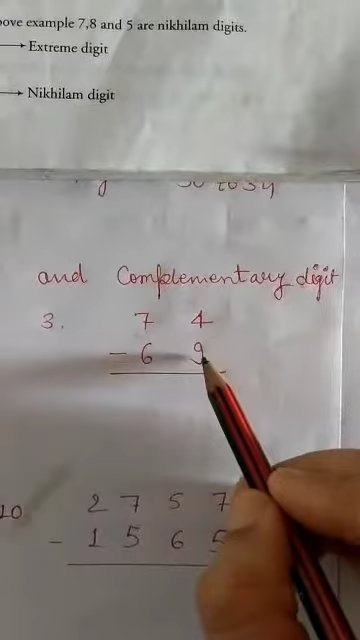 ove example 7,8 and 5 are nikhilam digits.
→ Extreme digit
→ Nikhilam digit
and Complementary digit
3. 7 4
- 6 9
10 2 7 5 7
- 1 5 6 5